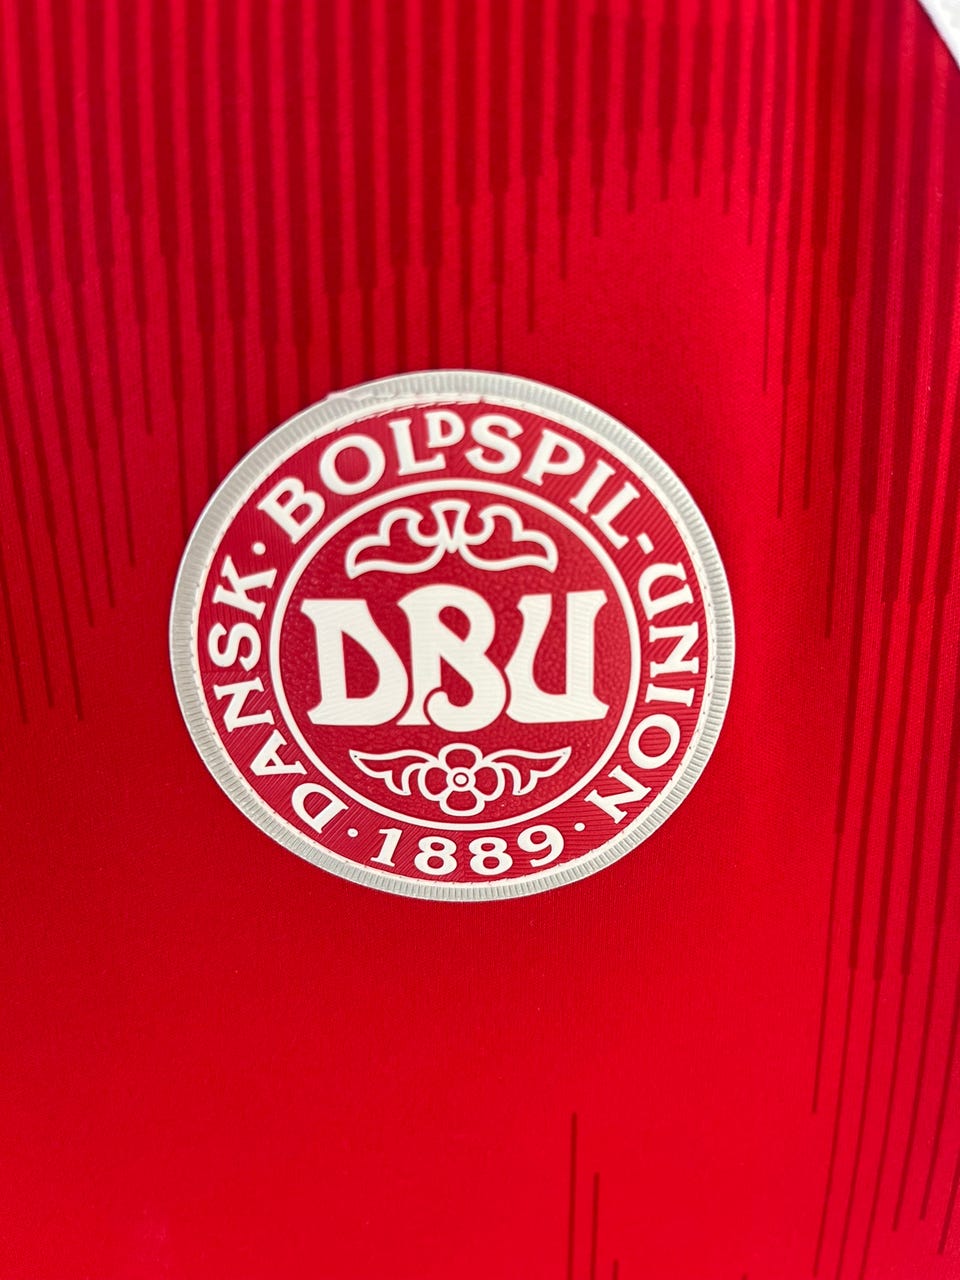 DANSK · BOLDSPIL-UNION
DBU
· 1889 ·